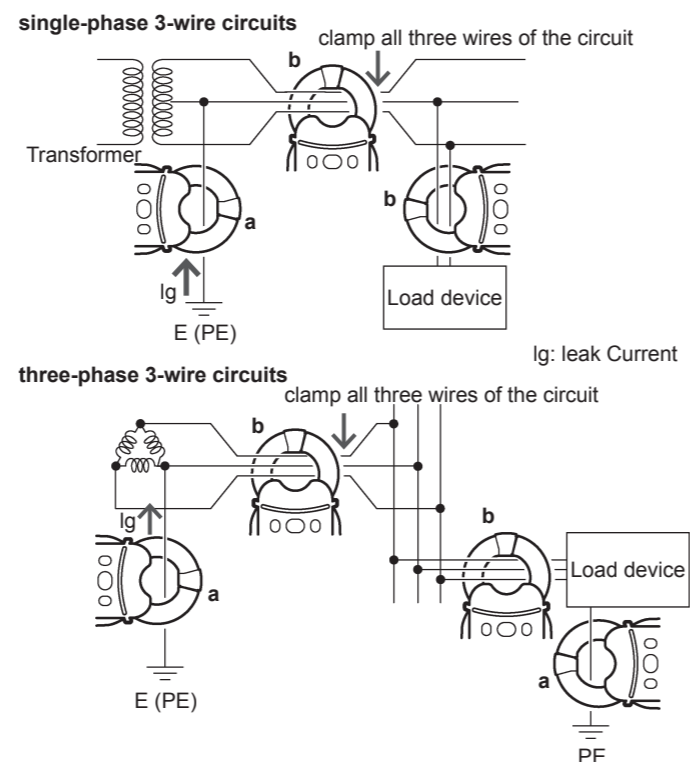 single-phase 3-wire circuits
clamp all three wires of the circuit
b
Transformer
b
a
Ig
Load device
E (PE)
Ig: leak Current
three-phase 3-wire circuits
clamp all three wires of the circuit
b
Ig
b
Load device
a
a
E (PE)
PE